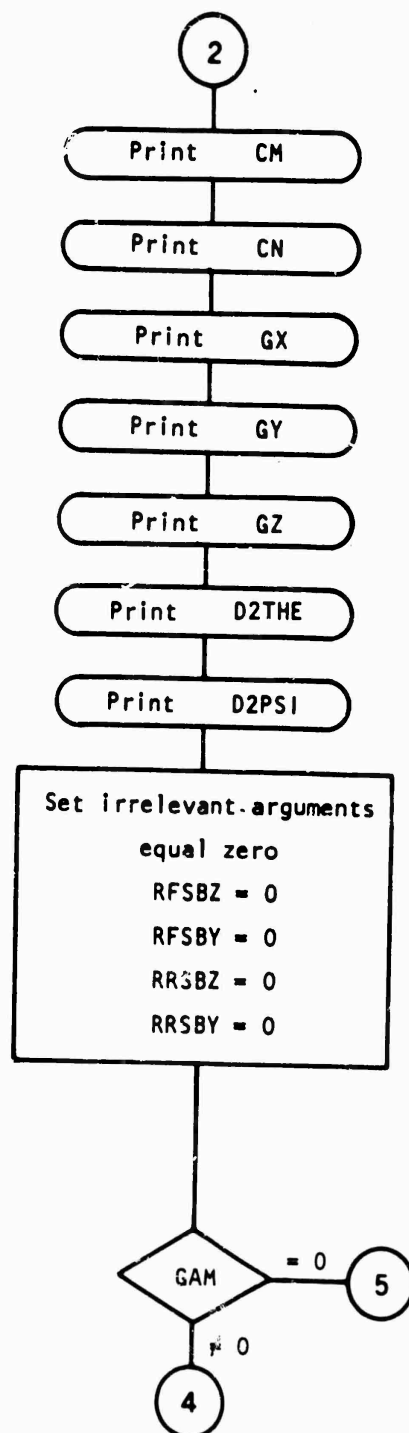 2
Print CM
Print CN
Print GX
Print GY
Print GZ
Print D2THE
Print D2PSI
Set irrelevant arguments
equal zero
RFSBZ = 0
RFSBY = 0
RRSBZ = 0
RRSBY = 0
GAM
= 0
5
≠ 0
4